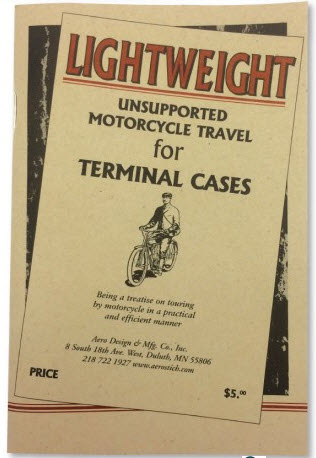 LIGHTWEIGHT
UNSUPPORTED
MOTORCYCLE TRAVEL
for
TERMINAL CASES
Being a treatise on touring
by motorcycle in a practical
and efficient manner
Aero Design & Mfg. Co., Inc.
8 South 18th Ave. West, Duluth, MN 55806
218 722 1927 www.aerostich.com
PRICE
$5.00